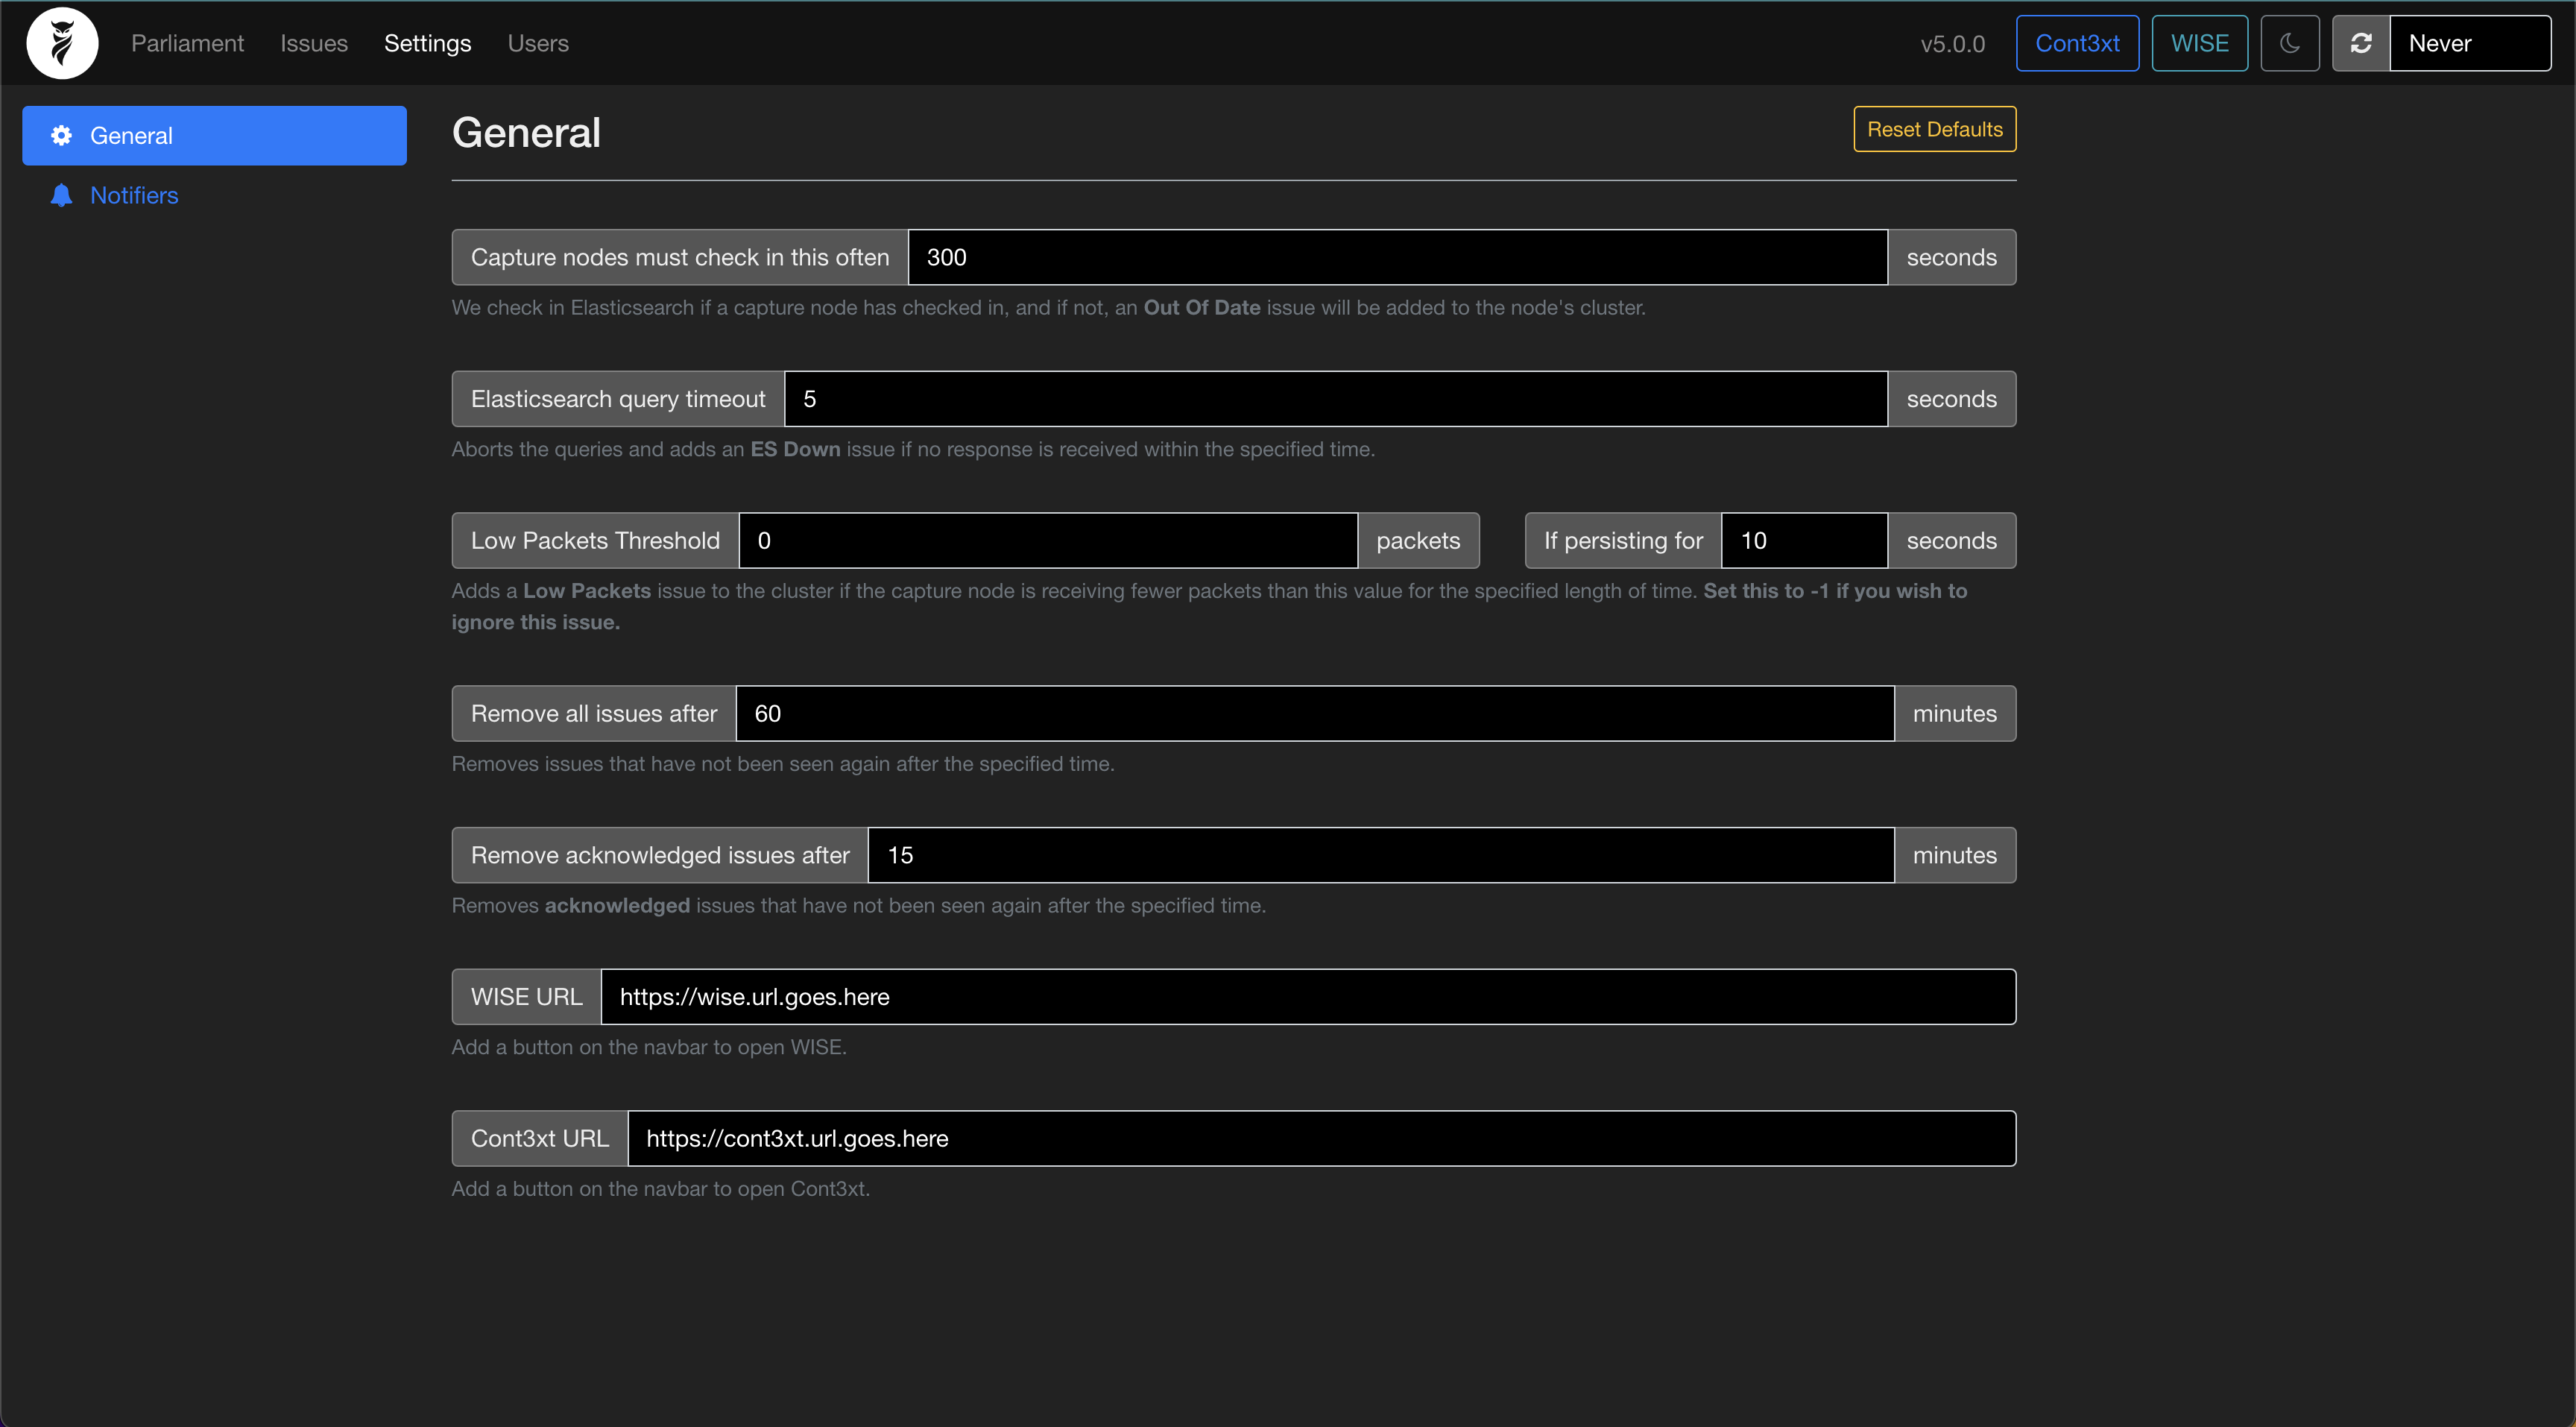 Parliament Issues Settings Users v5.0.0 Cont3xt WISE Never
General
Notifiers
General Reset Defaults
Capture nodes must check in this often 300 seconds
We check in Elasticsearch if a capture node has checked in, and if not, an Out Of Date issue will be added to the node's cluster.
Elasticsearch query timeout 5 seconds
Aborts the queries and adds an ES Down issue if no response is received within the specified time.
Low Packets Threshold 0 packets If persisting for 10 seconds
Adds a Low Packets issue to the cluster if the capture node is receiving fewer packets than this value for the specified length of time. Set this to -1 if you wish to
ignore this issue.
Remove all issues after 60 minutes
Removes issues that have not been seen again after the specified time.
Remove acknowledged issues after 15 minutes
Removes acknowledged issues that have not been seen again after the specified time.
WISE URL https://wise.url.goes.here
Add a button on the navbar to open WISE.
Cont3xt URL https://cont3xt.url.goes.here
Add a button on the navbar to open Cont3xt.